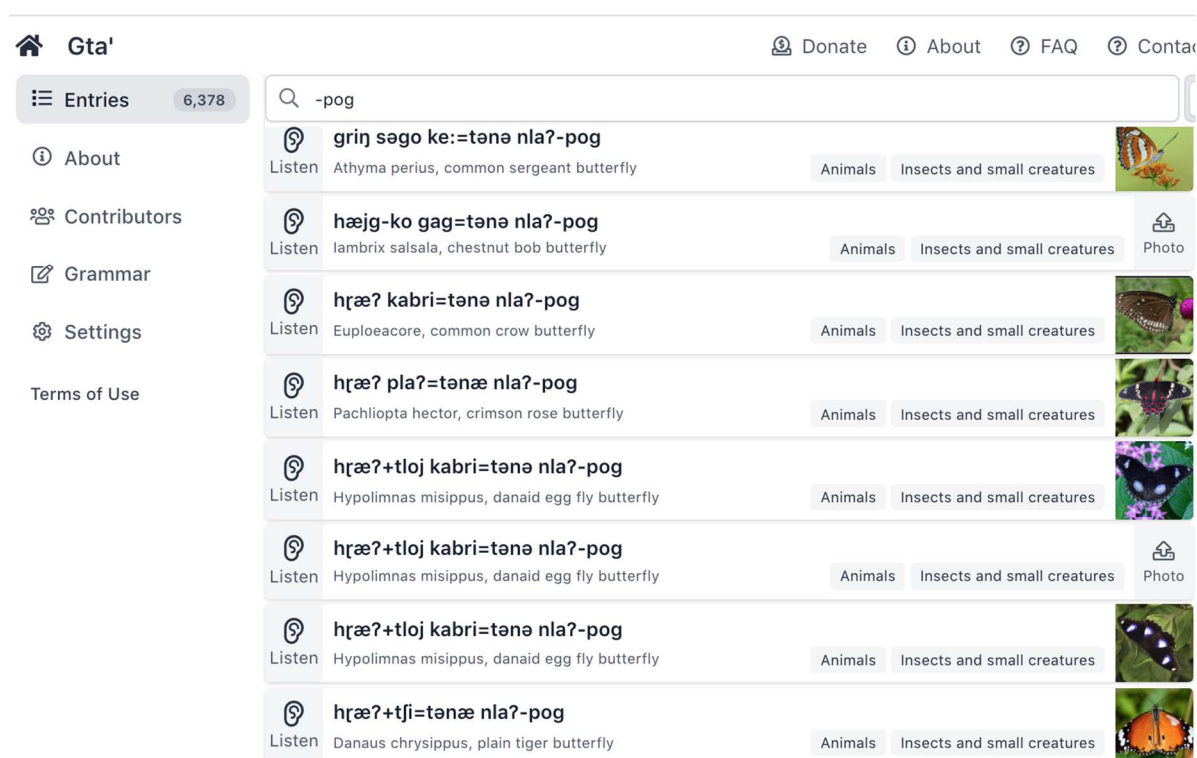 Gta'
Donate
About
FAQ
Contac
Entries 6,378
About
Contributors
Grammar
Settings
Terms of Use
-pog
Listen
griŋ səgo ke:=tənə nlaʔ-pog
Athyma perius, common sergeant butterfly
Animals
Insects and small creatures
Listen
hæjg-ko gag=tənə nlaʔ-pog
Iambrix salsala, chestnut bob butterfly
Animals
Insects and small creatures
Photo
Listen
hɽæʔ kabri=tənə nlaʔ-pog
Euploeacore, common crow butterfly
Animals
Insects and small creatures
Listen
hɽæʔ plaʔ=tənæ nlaʔ-pog
Pachliopta hector, crimson rose butterfly
Animals
Insects and small creatures
Listen
hɽæʔ+tloj kabri=tənə nlaʔ-pog
Hypolimnas misippus, danaid egg fly butterfly
Animals
Insects and small creatures
Listen
hɽæʔ+tloj kabri=tənə nlaʔ-pog
Hypolimnas misippus, danaid egg fly butterfly
Animals
Insects and small creatures
Photo
Listen
hɽæʔ+tloj kabri=tənə nlaʔ-pog
Hypolimnas misippus, danaid egg fly butterfly
Animals
Insects and small creatures
Listen
hɽæʔ+tʃi=tənæ nlaʔ-pog
Danaus chrysippus, plain tiger butterfly
Animals
Insects and small creatures